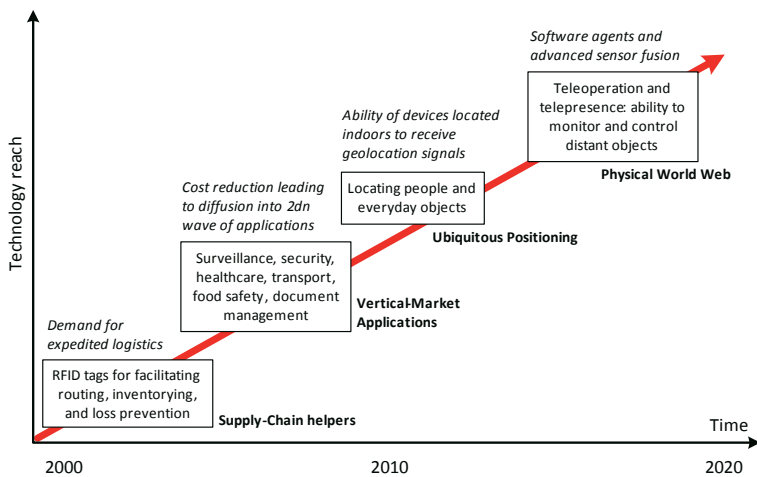 Software agents and
advanced sensor fusion
Teleoperation and
telepresence: ability to
monitor and control
distant objects
Physical World Web
Ability of devices located
indoors to receive
geolocation signals
Locating people and
everyday objects
Ubiquitous Positioning
Cost reduction leading
to diffusion into 2dn
wave of applications
Surveillance, security,
healthcare, transport,
food safety, document
management
Vertical-Market
Applications
Demand for
expedited logistics
RFID tags for facilitating
routing, inventorying,
and loss prevention
Supply-Chain helpers
Technology reach
Time
2000
2010
2020